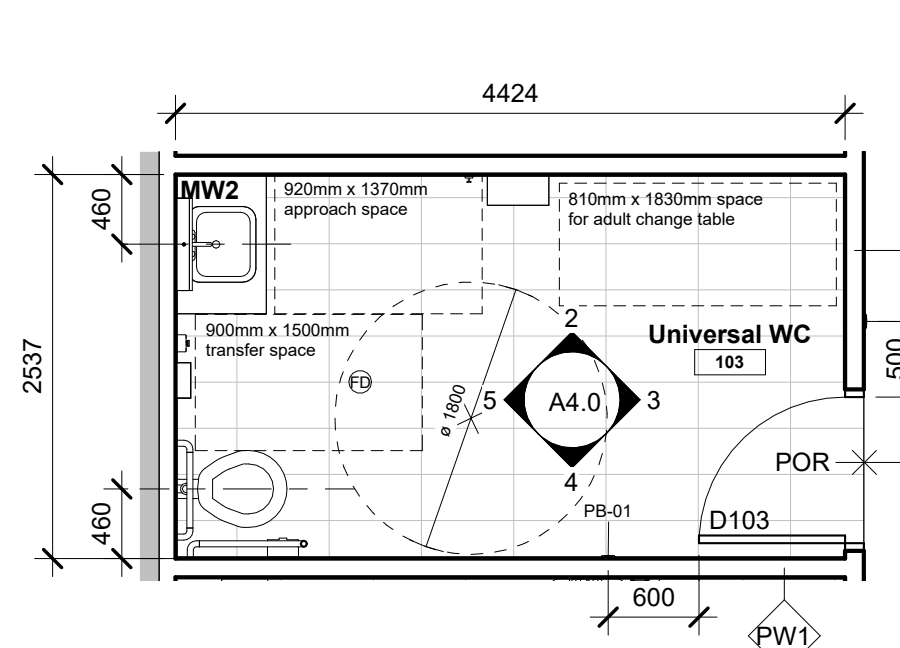 4424
MW2
920mm x 1370mm
approach space
810mm x 1830mm space
for adult change table
460
900mm x 1500mm
transfer space
2
Universal WC
103
2537
FD
ø 1800
5
A4.0
3
500
4
POR
PB-01
D103
460
600
PW1